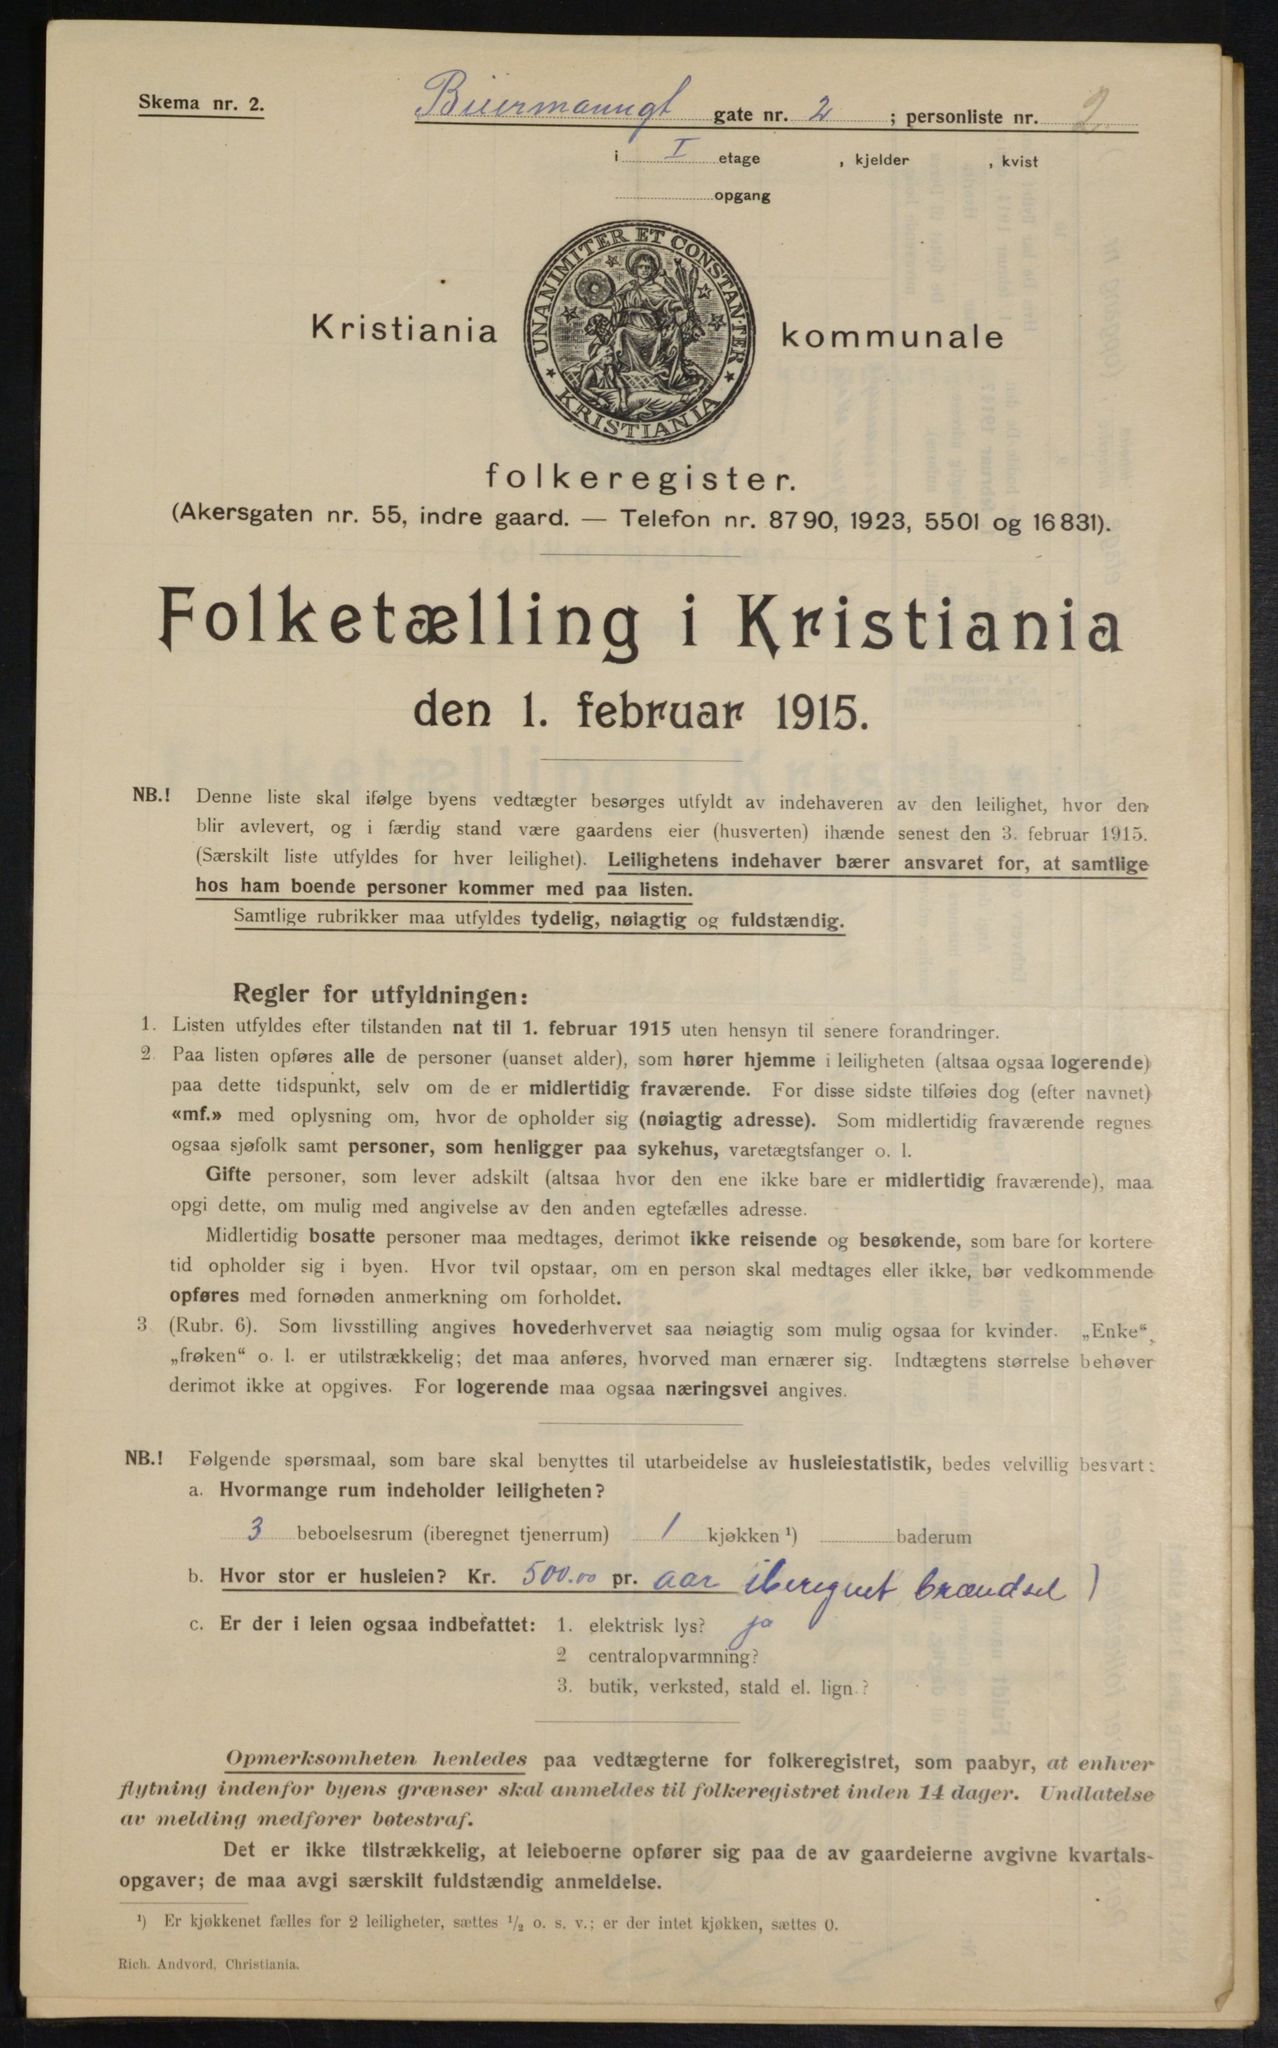 Skema nr. 2.
Biermannsgt gate nr. 2 ; personliste nr. 2
i I etage , kjelder , kvist
opgang
UNANIMITER ET CONSTANTER
KRISTIANIA
Kristiania kommunale
folkeregister.
(Akersgaten nr. 55, indre gaard. — Telefon nr. 8790, 1923, 5501 og 16831).
Folketælling i Kristiania
den 1. februar 1915.
NB.! Denne liste skal ifølge byens vedtægter besørges utfyldt av indehaveren av den leilighet, hvor den
blir avlevert, og i færdig stand være gaardens eier (husverten) ihænde senest den 3. februar 1915.
(Særskilt liste utfyldes for hver leilighet). Leilighetens indehaver bærer ansvaret for, at samtlige
hos ham boende personer kommer med paa listen.
Samtlige rubrikker maa utfyldes tydelig, nøiagtig og fuldstændig.
Regler for utfyldningen:
1. Listen utfyldes efter tilstanden nat til 1. februar 1915 uten hensyn til senere forandringer.
2. Paa listen opføres alle de personer (uanset alder), som hører hjemme i leiligheten (altsaa ogsaa logerende)
paa dette tidspunkt, selv om de er midlertidig fraværende. For disse sidste tilføies dog (efter navnet)
«mf.» med oplysning om, hvor de opholder sig (nøiagtig adresse). Som midlertidig fraværende regnes
ogsaa sjøfolk samt personer, som henligger paa sykehus, varetægtsfanger o. l.
Gifte personer, som lever adskilt (altsaa hvor den ene ikke bare er midlertidig fraværende), maa
opgi dette, om mulig med angivelse av den anden egtefælles adresse.
Midlertidig bosatte personer maa medtages, derimot ikke reisende og besøkende, som bare for kortere
tid opholder sig i byen. Hvor tvil opstaar, om en person skal medtages eller ikke, bør vedkommende
opføres med fornøden anmerkning om forholdet.
3 (Rubr. 6). Som livsstilling angives hovederhvervet saa nøiagtig som mulig ogsaa for kvinder. „Enke“,
„frøken“ o. l. er utilstrækkelig; det maa anføres, hvorved man ernærer sig. Indtægtens størrelse behøver
derimot ikke at opgives. For logerende maa ogsaa næringsvei angives.
NB.! Følgende spørsmaal, som bare skal benyttes til utarbeidelse av husleiestatistik, bedes velvillig besvart:
a. Hvormange rum indeholder leiligheten?
3 beboelsesrum (iberegnet tjenerrum) 1 kjøkken ¹) baderum
b. Hvor stor er husleien? Kr. 500.00 pr. aar iberegnet brændsel )
c. Er der i leien ogsaa indbefattet: 1. elektrisk lys? ja
2 centralopvarmning?
3. butik, verksted, stald el. lign.?
Opmerksomheten henledes paa vedtægterne for folkeregistret, som paabyr, at enhver
flytning indenfor byens grænser skal anmeldes til folkeregistret inden 14 dager. Undlatelse
av melding medfører bøtestraf.
Det er ikke tilstrækkelig, at leieboerne opfører sig paa de av gaardeierne avgivne kvartals-
opgaver; de maa avgi særskilt fuldstændig anmeldelse.
¹) Er kjøkkenet fælles for 2 leiligheter, sættes ½ o. s. v.; er der intet kjøkken, sættes 0.
Rich. Andvord, Christiania.